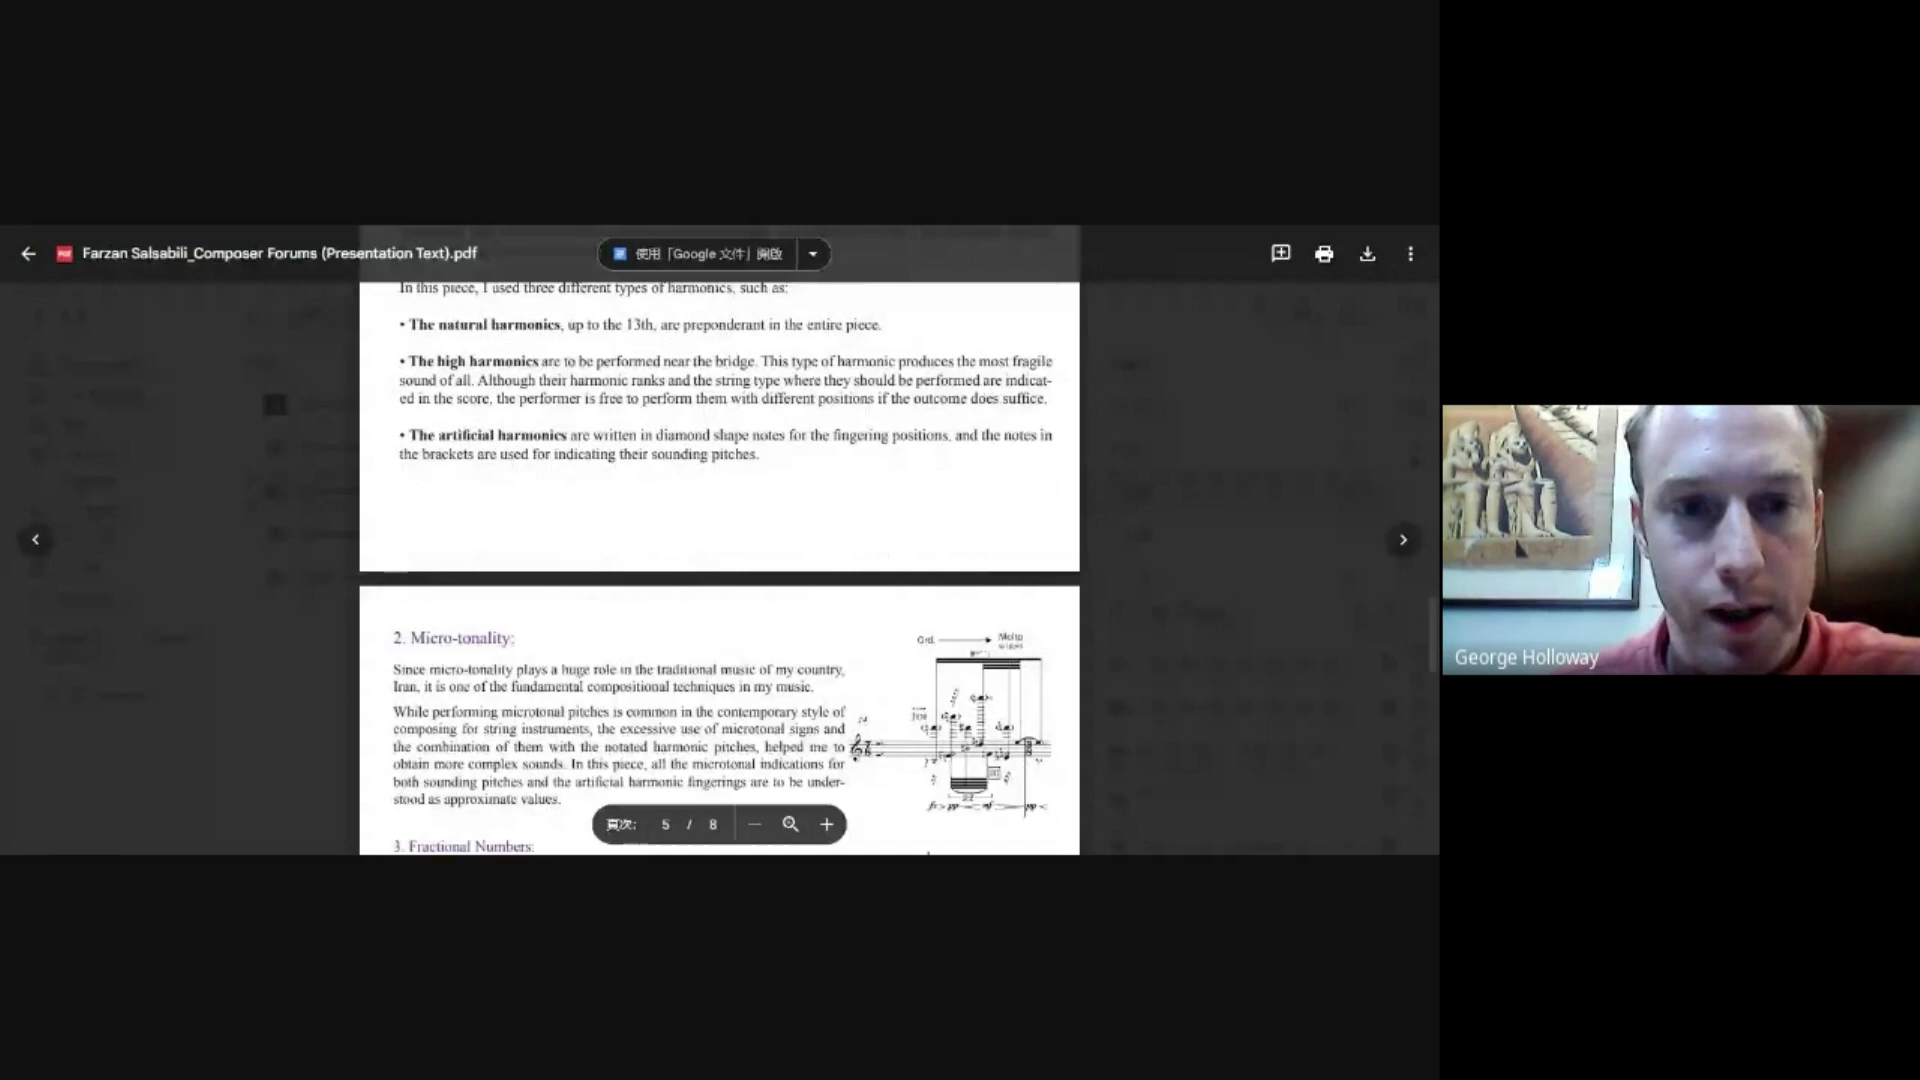 Farzan Salsabili_Composer Forums (Presentation Text).pdf
使用「Google 文件」開啟
In this piece, I used three different types of harmonics, such as:
• The natural harmonics, up to the 13th, are preponderant in the entire piece.
• The high harmonics are to be performed near the bridge. This type of harmonic produces the most fragile
sound of all. Although their harmonic ranks and the string type where they should be performed are indicat-
ed in the score, the performer is free to perform them with different positions if the outcome does suffice.
• The artificial harmonics are written in diamond shape notes for the fingering positions, and the notes in
the brackets are used for indicating their sounding pitches.
2. Micro-tonality:
Since micro-tonality plays a huge role in the traditional music of my country,
Iran, it is one of the fundamental compositional techniques in my music.
While performing microtonal pitches is common in the contemporary style of
composing for string instruments, the excessive use of microtonal signs and
the combination of them with the notated harmonic pitches, helped me to
obtain more complex sounds. In this piece, all the microtonal indications for
both sounding pitches and the artificial harmonic fingerings are to be under-
stood as approximate values.
Ord.
Molto
3. Fractional Numbers:
頁次: 5 / 8
George Holloway